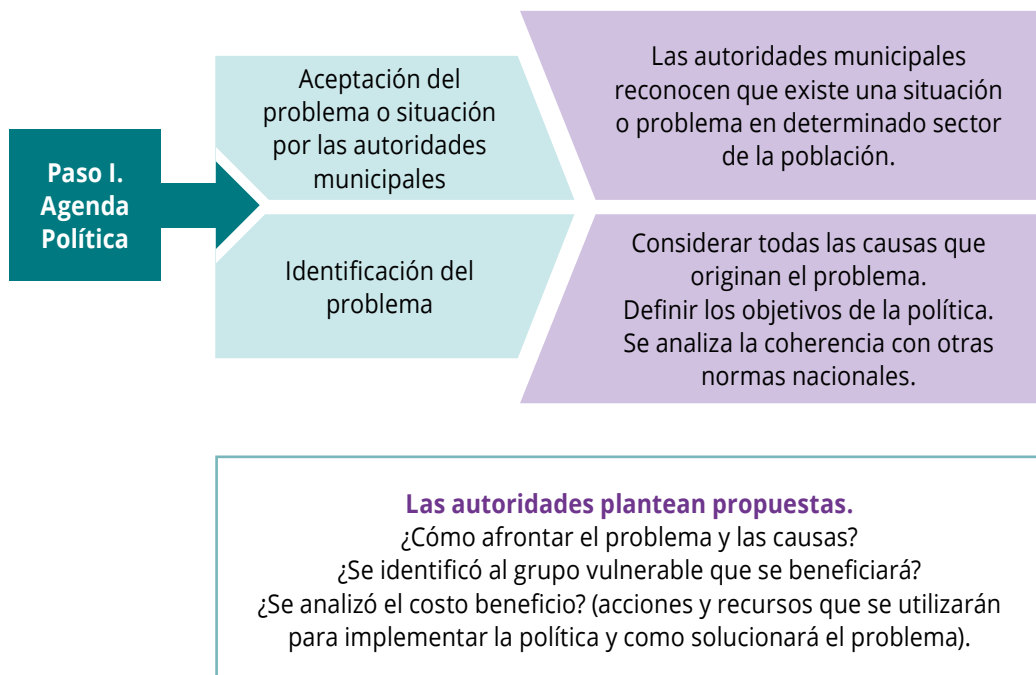 Paso I.
Agenda
Política
Aceptación del
problema o situación
por las autoridades
municipales
Las autoridades municipales
reconocen que existe una situación
o problema en determinado sector
de la población.
Identificación del
problema
Considerar todas las causas que
originan el problema.
Definir los objetivos de la política.
Se analiza la coherencia con otras
normas nacionales.
Las autoridades plantean propuestas.
¿Cómo afrontar el problema y las causas?
¿Se identificó al grupo vulnerable que se beneficiará?
¿Se analizó el costo beneficio? (acciones y recursos que se utilizarán
para implementar la política y como solucionará el problema).